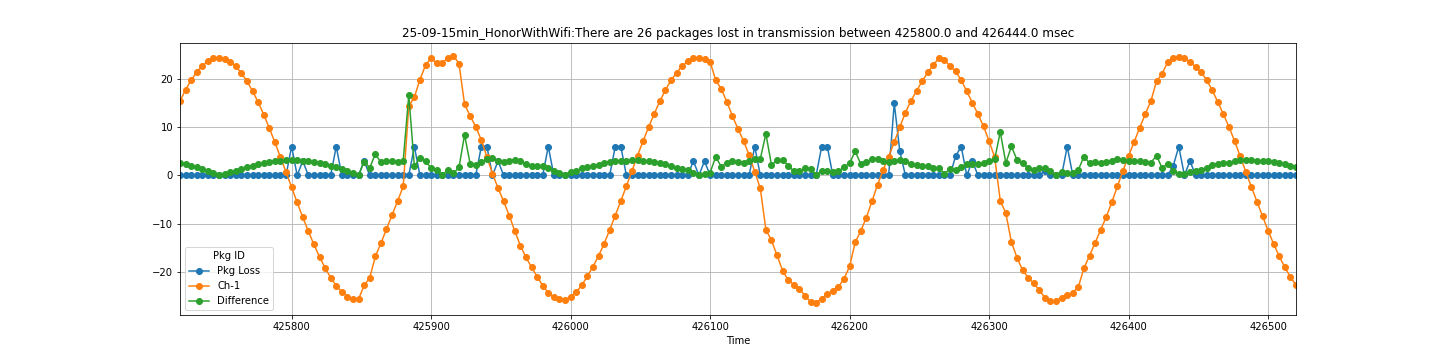 25-09-15min_HonorWithWifi:There are 26 packages lost in transmission between 425800.0 and 426444.0 msec
20
10
0
−10
−20
Pkg ID
Pkg Loss
Ch-1
Difference
425800 425900 426000 426100 426200 426300 426400 426500
Time